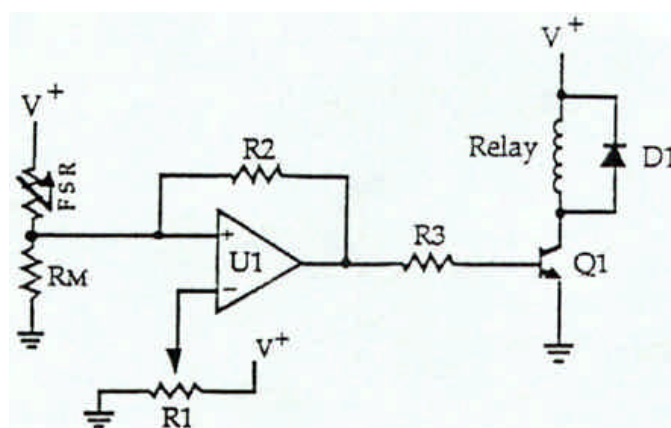 V+
V+
R2
Relay
D1
FSR
+
U1
R3
Q1
RM
−
V+
R1